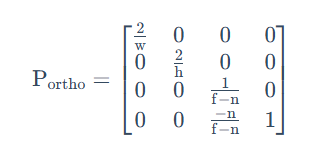 P_ortho = [ 2/w 0 0 0
0 2/h 0 0
0 0 1/(f-n) 0
0 0 -n/(f-n) 1 ]